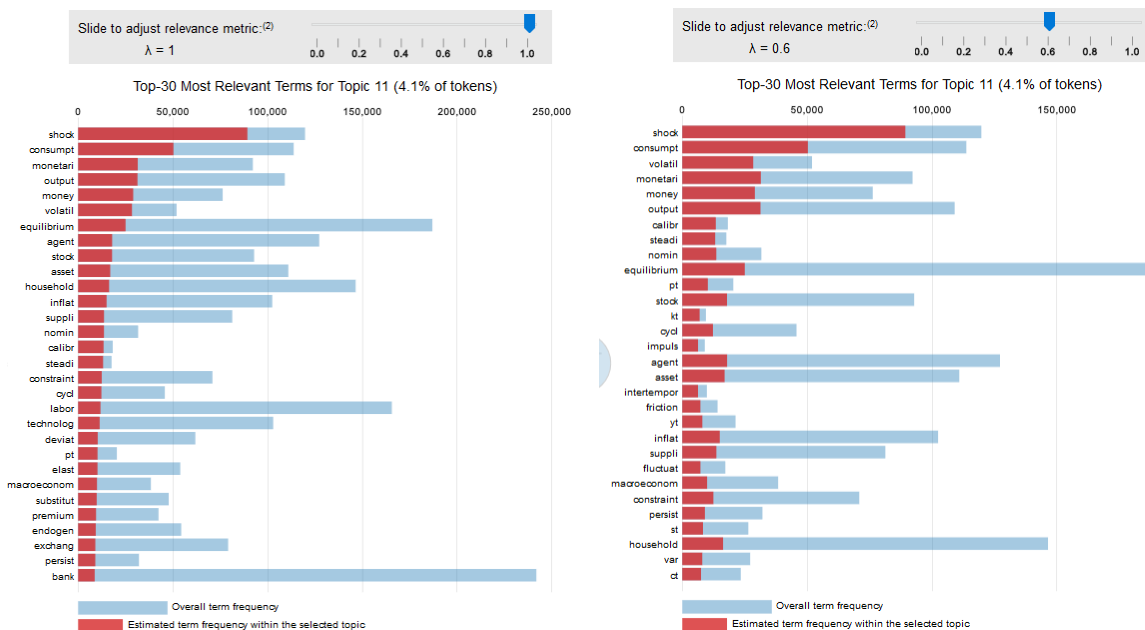 Slide to adjust relevance metric:(2)
λ = 1
0.0 0.2 0.4 0.6 0.8 1.0
Top-30 Most Relevant Terms for Topic 11 (4.1% of tokens)
0 50,000 100,000 150,000 200,000 250,000
shock
consumpt
monetari
output
money
volatil
equilibrium
agent
stock
asset
household
inflat
suppli
nomin
calibr
steadi
constraint
cycl
labor
technolog
deviat
pt
elast
macroeconom
substitut
premium
endogen
exchang
persist
bank
Overall term frequency
Estimated term frequency within the selected topic
Slide to adjust relevance metric:(2)
λ = 0.6
0.0 0.2 0.4 0.6 0.8 1.0
Top-30 Most Relevant Terms for Topic 11 (4.1% of tokens)
0 50,000 100,000 150,000
shock
consumpt
volatil
monetari
money
output
calibr
steadi
nomin
equilibrium
pt
stock
kt
cycl
impuls
agent
asset
intertempor
friction
yt
inflat
suppli
fluctuat
macroeconom
constraint
persist
st
household
var
ct
Overall term frequency
Estimated term frequency within the selected topic